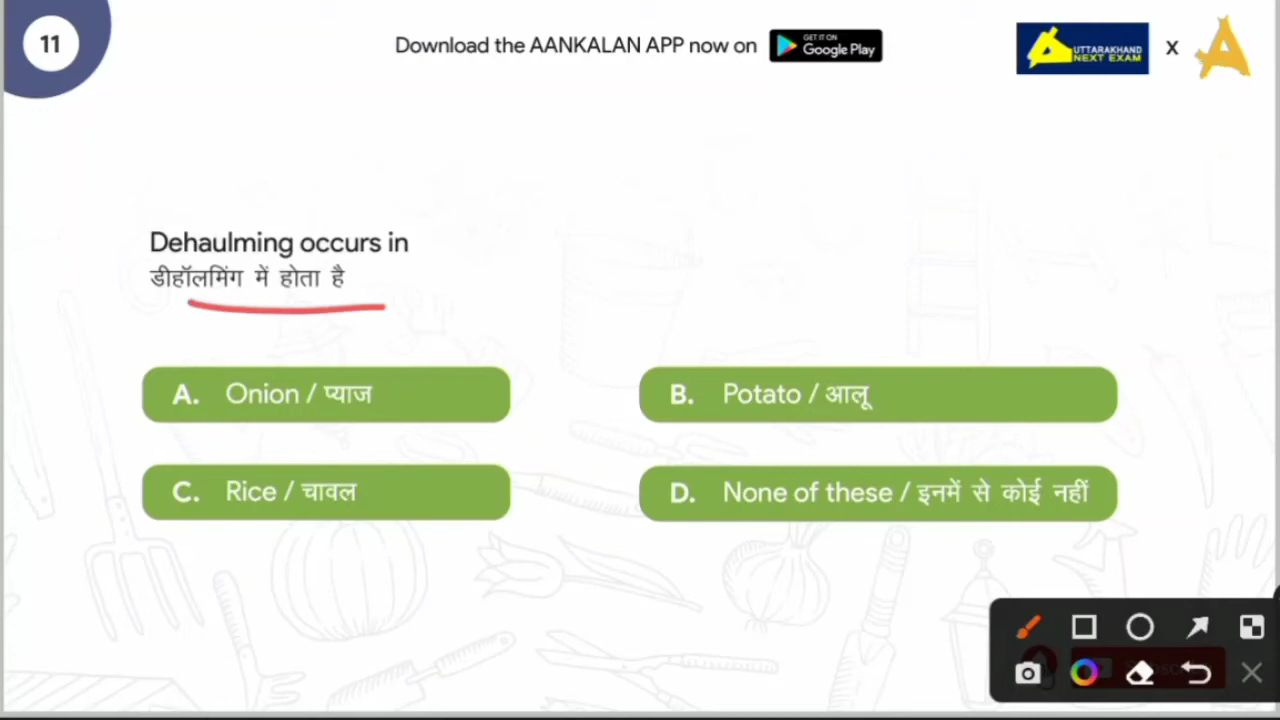 11
Download the AANKALAN APP now on
GET IT ON
Google Play
UTTARAKHAND
NEXT EXAM
X
Dehaulming occurs in
डीहॉलमिंग में होता है
A. Onion / प्याज
B. Potato / आलू
C. Rice / चावल
D. None of these / इनमें से कोई नहीं